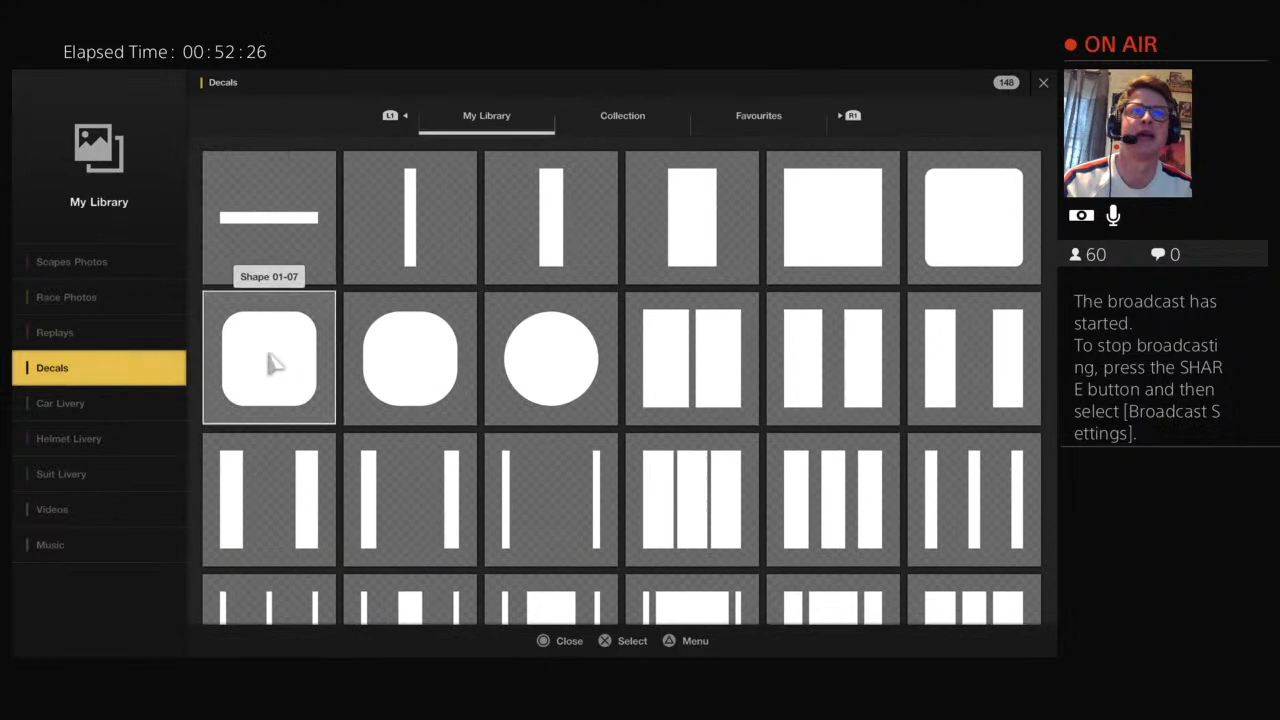 Elapsed Time: 00:52:26
ON AIR
Decals
148
L1
My Library
Collection
Favourites
R1
My Library
60
0
Scapes Photos
Race Photos
Replays
Decals
Car Livery
Helmet Livery
Suit Livery
Videos
Music
Shape 01-07
The broadcast has
started.
To stop broadcasti
ng, press the SHAR
E button and then
select [Broadcast S
ettings].
Close
Select
Menu